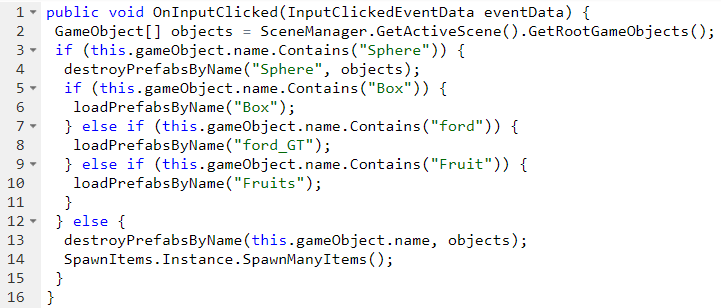 1 public void OnInputClicked(InputClickedEventData eventData) {
2 GameObject[] objects = SceneManager.GetActiveScene().GetRootGameObjects();
3 if (this.gameObject.name.Contains("Sphere")) {
4 destroyPrefabsByName("Sphere", objects);
5 if (this.gameObject.name.Contains("Box")) {
6 loadPrefabsByName("Box");
7 } else if (this.gameObject.name.Contains("ford")) {
8 loadPrefabsByName("ford_GT");
9 } else if (this.gameObject.name.Contains("Fruit")) {
10 loadPrefabsByName("Fruits");
11 }
12 } else {
13 destroyPrefabsByName(this.gameObject.name, objects);
14 SpawnItems.Instance.SpawnManyItems();
15 }
16 }